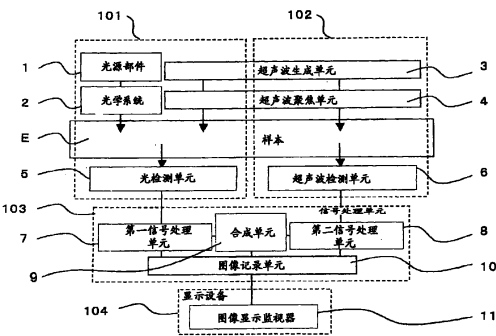 101
102
1
光源部件
超声波生成单元
3
2
光学系统
超声波聚焦单元
4
E
样本
5
光检测单元
超声波检测单元
6
103
信号处理单元
7
第一信号处理
单元
合成单元
第二信号处理
单元
8
9
图像记录单元
10
显示设备
104
图像显示监视器
11